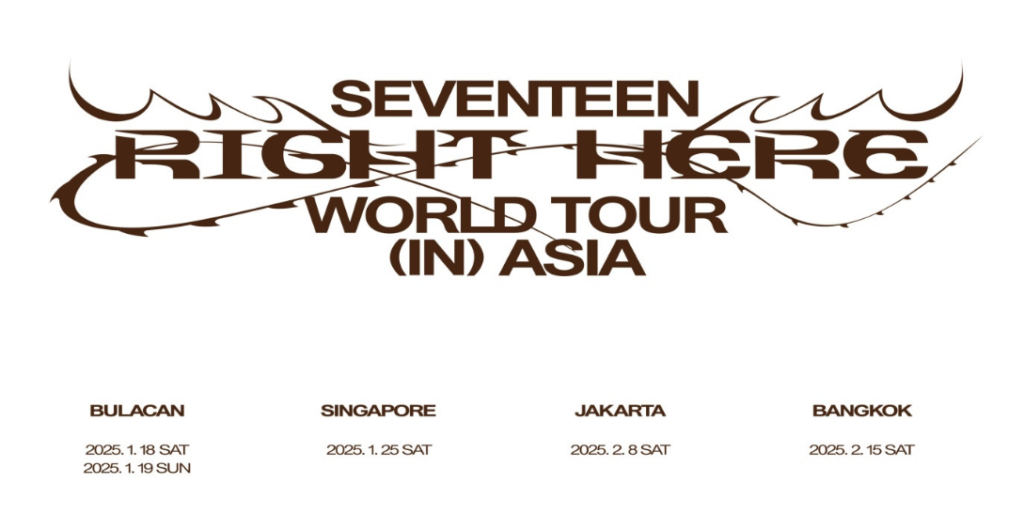 SEVENTEEN
RIGHT HERE
WORLD TOUR
(IN) ASIA
BULACAN
2025. 1. 18 SAT
2025. 1. 19 SUN
SINGAPORE
2025. 1. 25 SAT
JAKARTA
2025. 2. 8 SAT
BANGKOK
2025. 2. 15 SAT